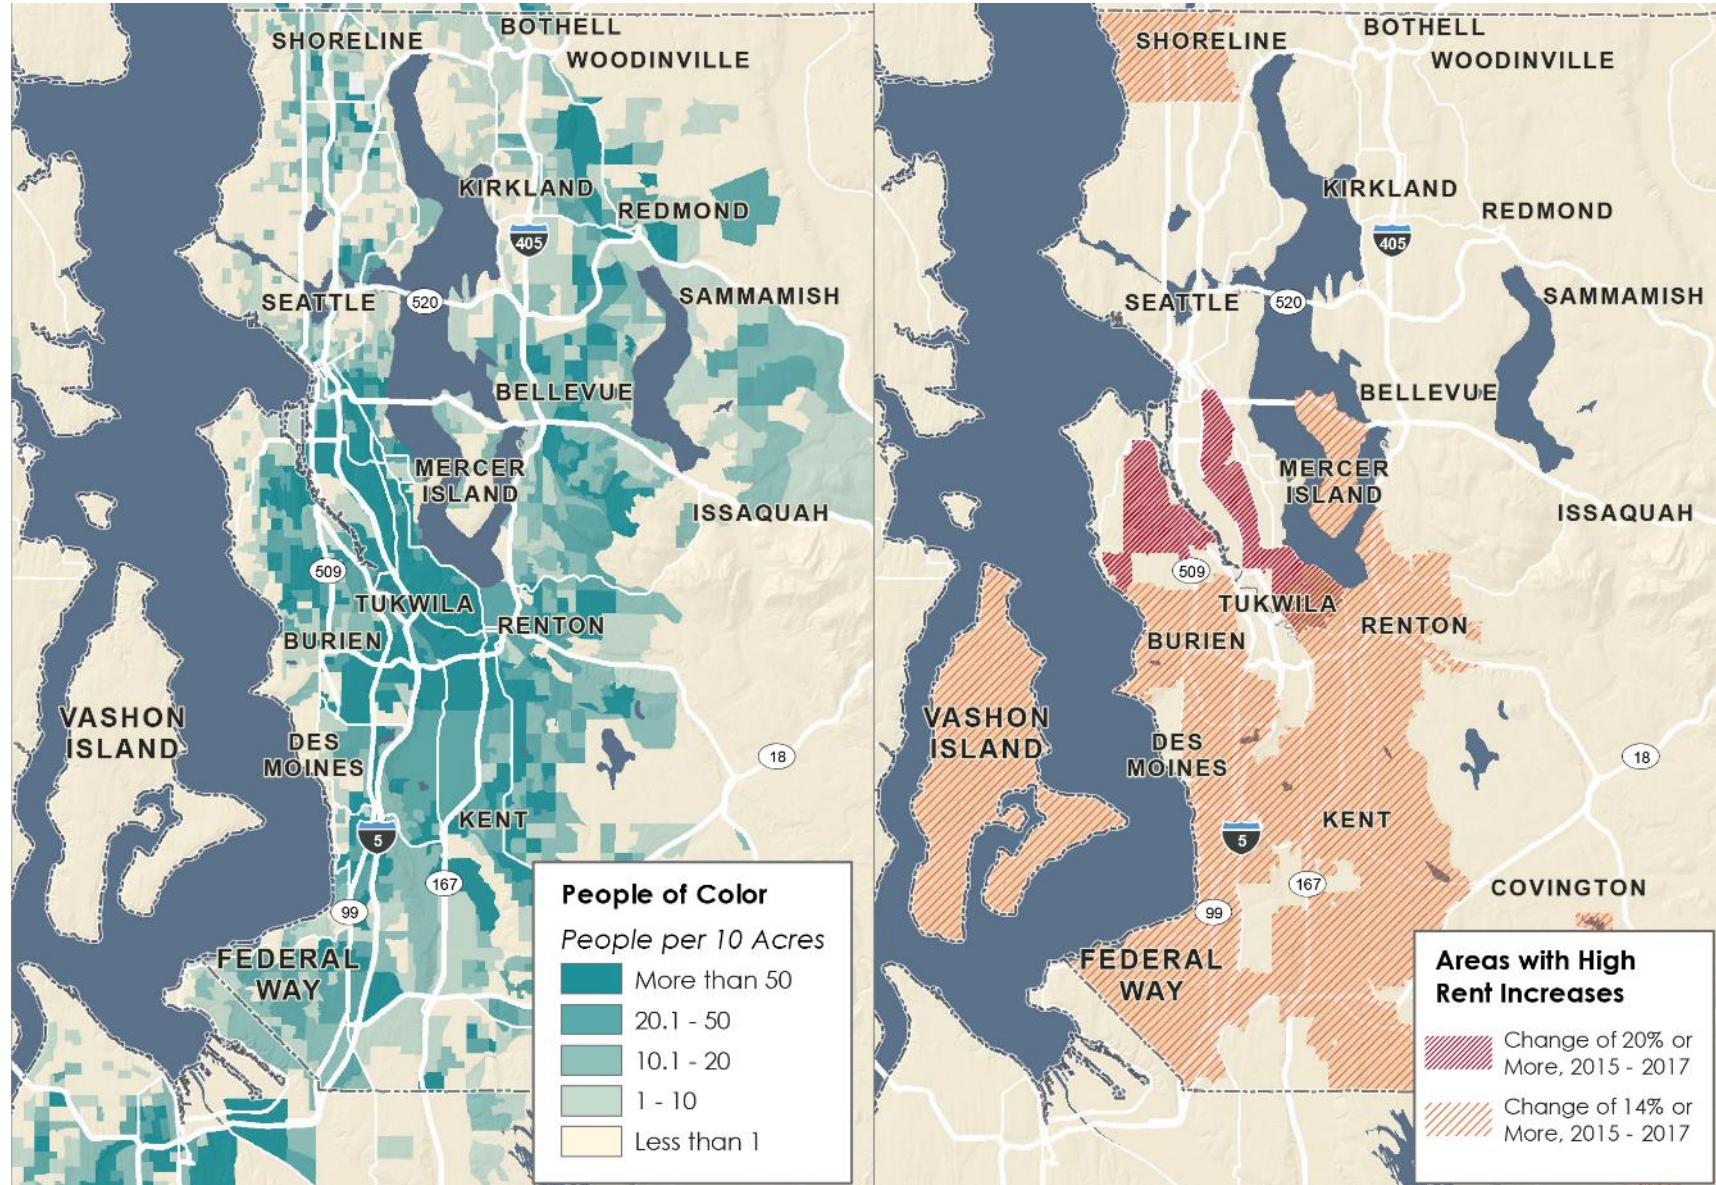 SHORELINE
BOTHELL
WOODINVILLE
KIRKLAND
REDMOND
405
SEATTLE
520
SAMMAMISH
BELLEVUE
MERCER
ISLAND
ISSAQUAH
509
TUKWILA
BURIEN
RENTON
VASHON
ISLAND
DES
MOINES
18
KENT
5
167
99
FEDERAL
WAY
People of Color
People per 10 Acres
More than 50
20.1 - 50
10.1 - 20
1 - 10
Less than 1
SHORELINE
BOTHELL
WOODINVILLE
KIRKLAND
REDMOND
405
SEATTLE
520
SAMMAMISH
BELLEVUE
MERCER
ISLAND
ISSAQUAH
509
TUKWILA
BURIEN
RENTON
VASHON
ISLAND
DES
MOINES
18
KENT
5
167
COVINGTON
99
FEDERAL
WAY
Areas with High
Rent Increases
Change of 20% or
More, 2015 - 2017
Change of 14% or
More, 2015 - 2017